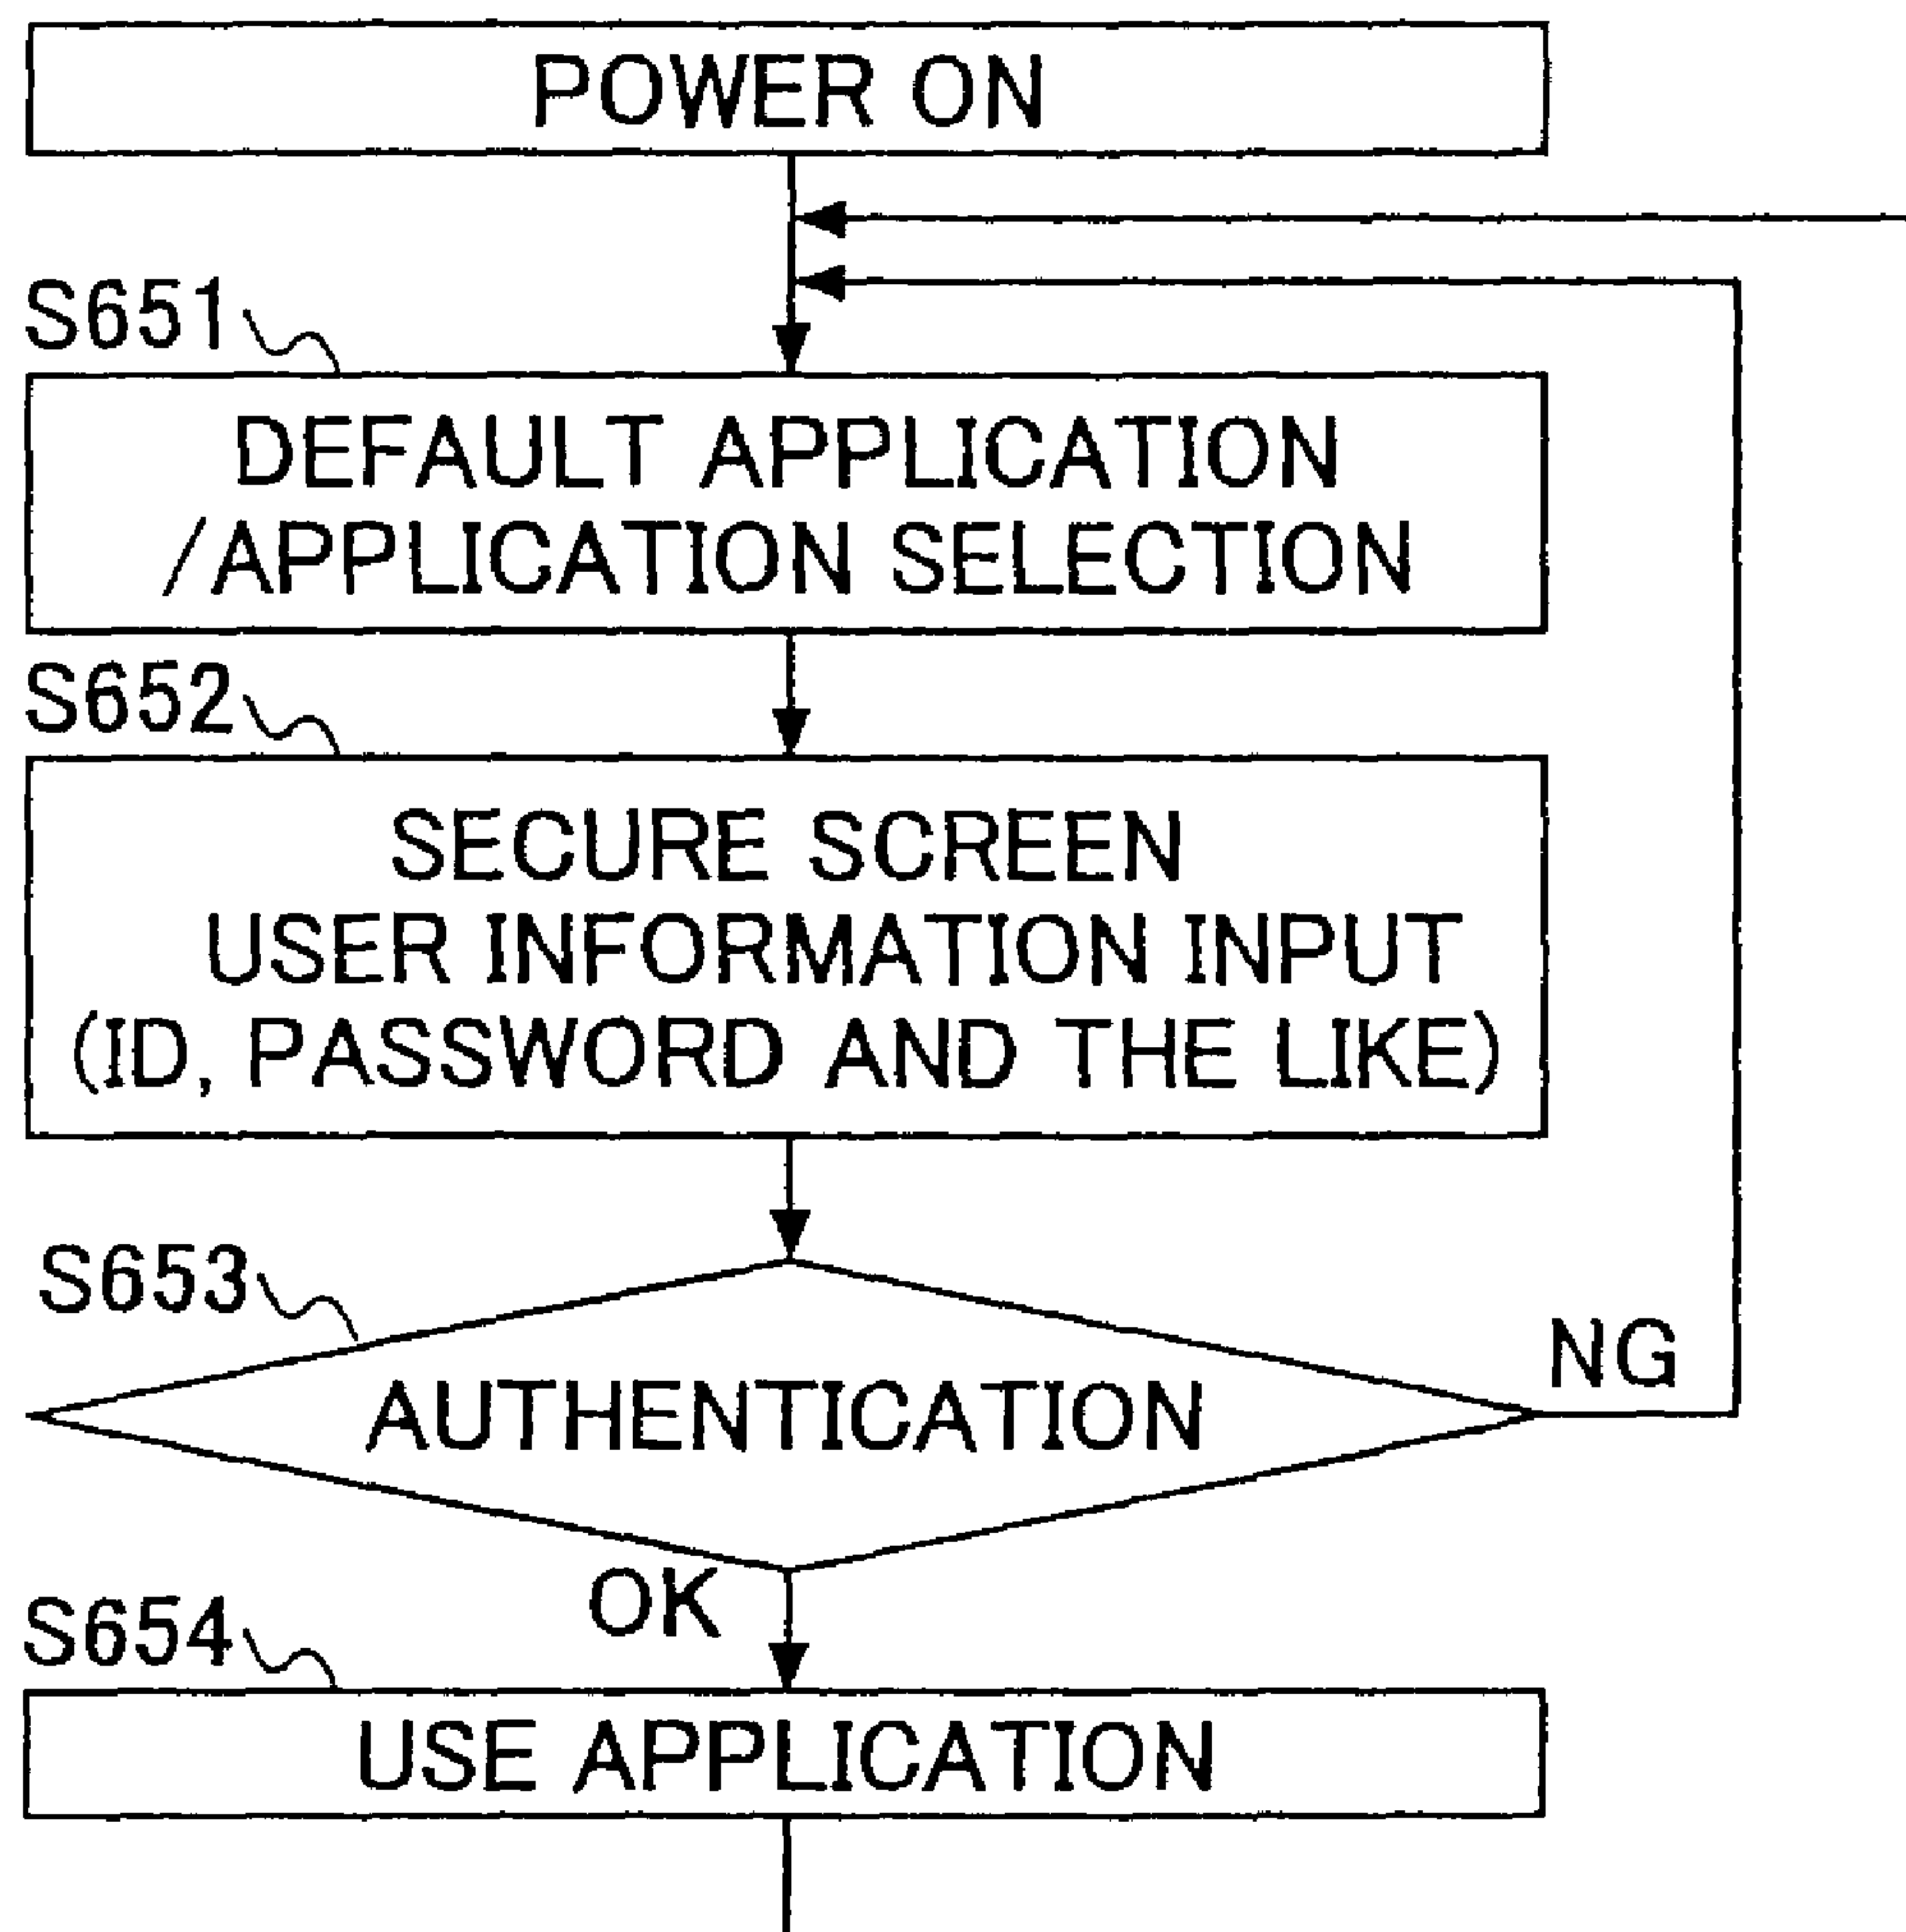 POWER ON
S651
DEFAULT APPLICATION
/APPLICATION SELECTION
S652
SECURE SCREEN
USER INFORMATION INPUT
(ID, PASSWORD AND THE LIKE)
S653
AUTHENTICATION
NG
OK
S654
USE APPLICATION